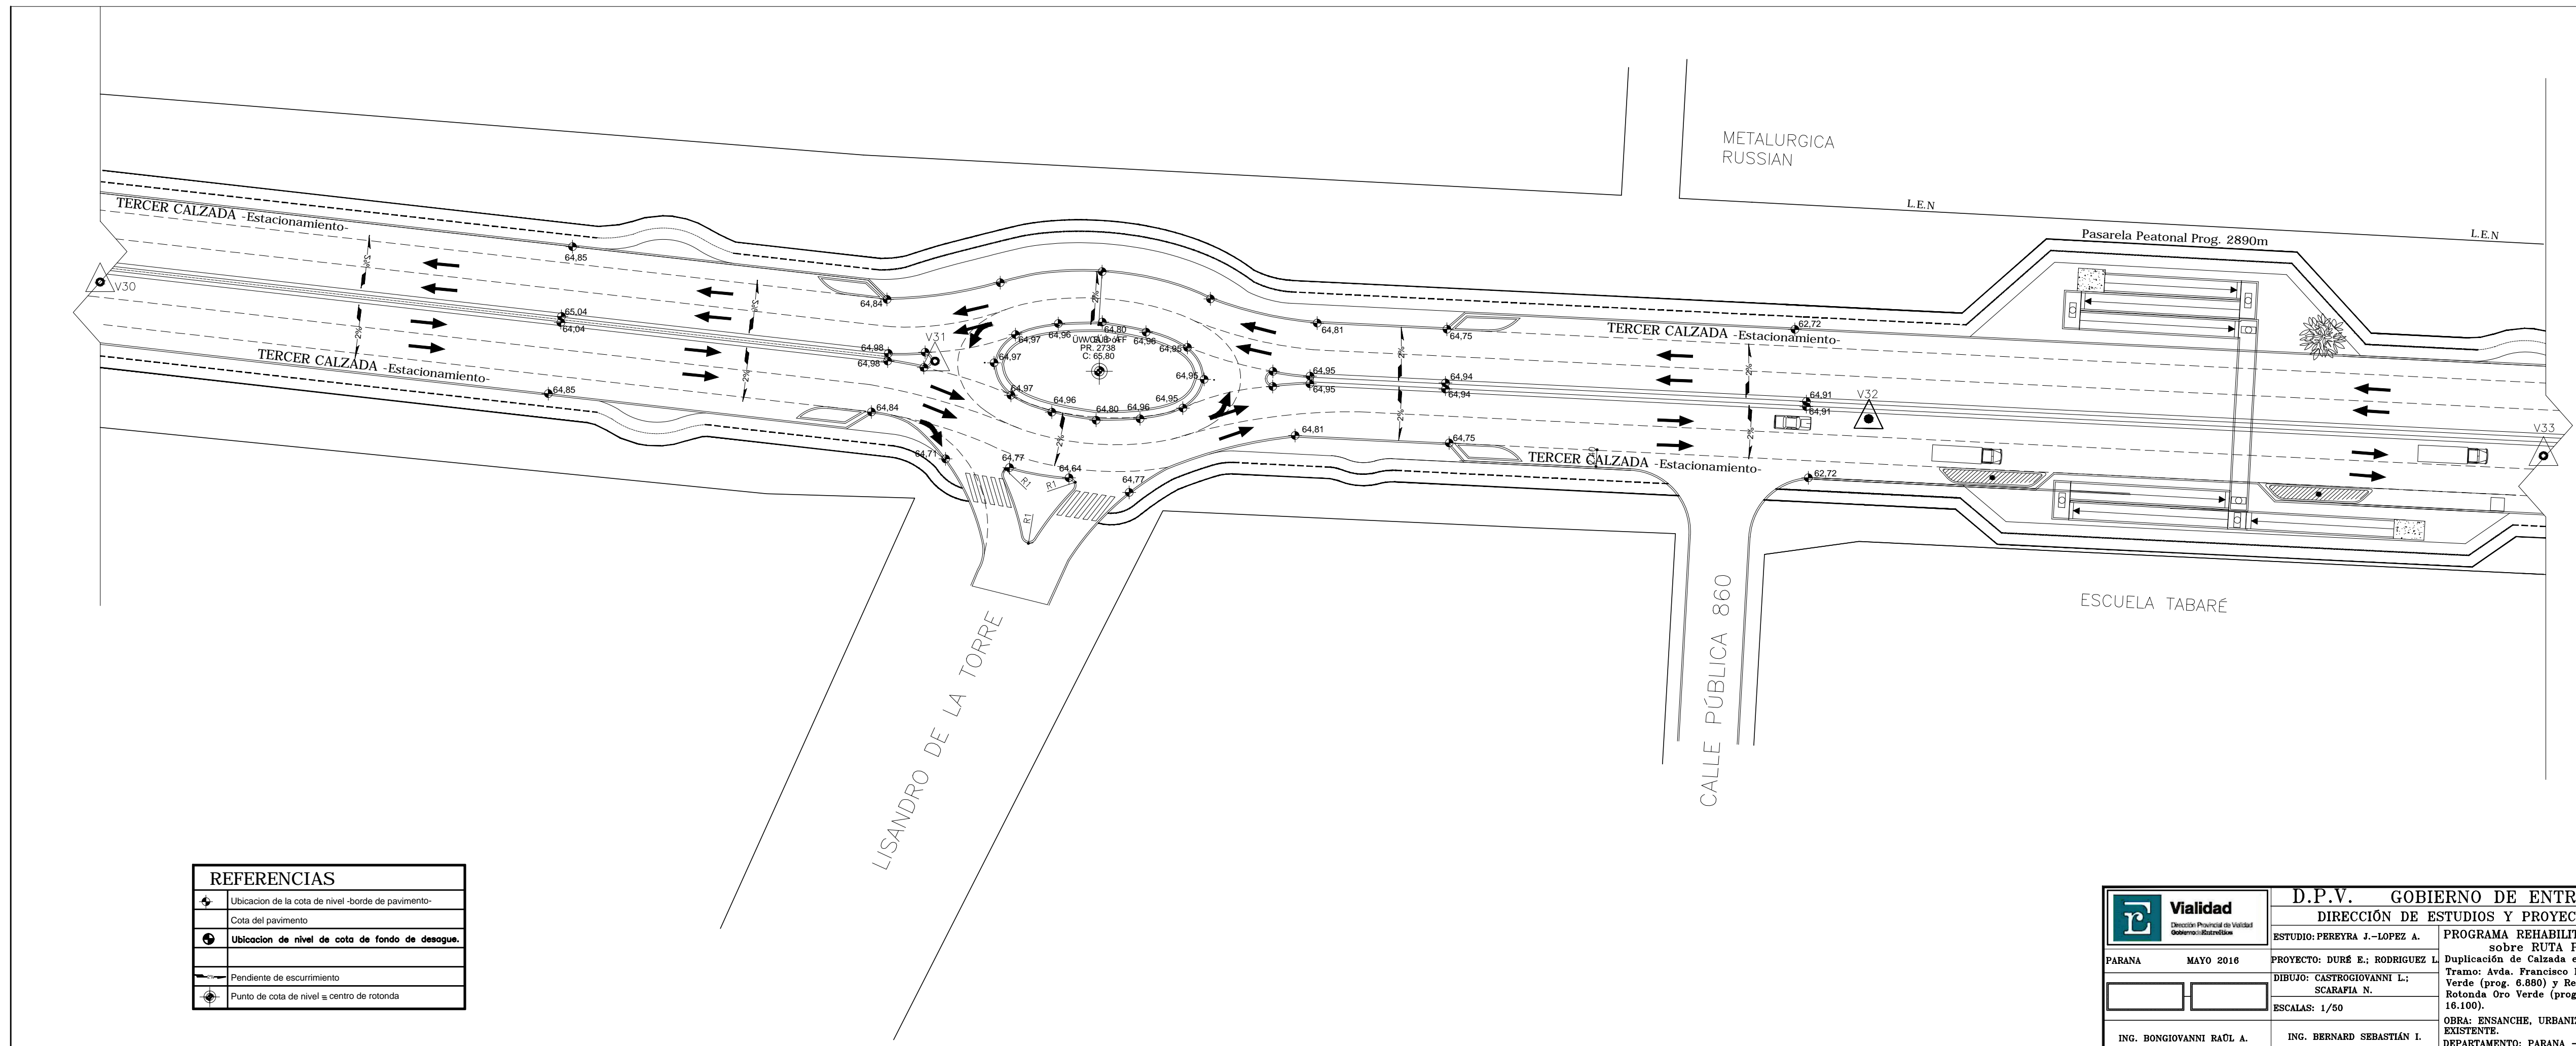 METALURGICA
RUSSIAN
L.E.N
L.E.N
Pasarela Peatonal Prog. 2890m
TERCER CALZADA -Estacionamiento-
TERCER CALZADA -Estacionamiento-
TERCER CALZADA -Estacionamiento-
TERCER CALZADA -Estacionamiento-
V30
V31
V32
V33
64,85
65,04
64,04
64,85
2%
2%
2%
2%
64,84
64,98
64,98
64,84
64,71
64,97
64,96
64,80
64,96
64,95
64,97
PR. 2738
C: 65,80
64,95
64,97
64,96
64,80
64,96
64,95
2%
2%
64,77
64,64
64,77
R1
R1
R1
64,81
64,75
64,95
64,95
64,94
64,94
64,81
64,75
2%
2%
2%
2%
62,72
64,91
64,91
62,72
LISANDRO DE LA TORRE
CALLE PÚBLICA 860
ESCUELA TABARÉ
REFERENCIAS
Ubicacion de la cota de nivel -borde de pavimento-
Cota del pavimento
Ubicacion de nivel de cota de fondo de desague.
Pendiente de escurrimiento
Punto de cota de nivel = centro de rotonda
Vialidad
Dirección Provincial de Vialidad
D.P.V. GOBIERNO DE ENTR
DIRECCIÓN DE ESTUDIOS Y PROYEC
ESTUDIO: PEREYRA J.-LOPEZ A.
PARANA MAYO 2016
PROYECTO: DURÉ E.; RODRIGUEZ L.
DIBUJO: CASTROGIOVANNI L.;
SCARAFIA N.
ESCALAS: 1/50
ING. BONGIOVANNI RAÚL A.
ING. BERNARD SEBASTIÁN I.
PROGRAMA REHABILIT
sobre RUTA P
Duplicación de Calzada e
Tramo: Avda. Francisco
Verde (prog. 6.880) y Re
Rotonda Oro Verde (prog
16.100).
OBRA: ENSANCHE, URBANI
EXISTENTE.
DEPARTAMENTO: PARANA -